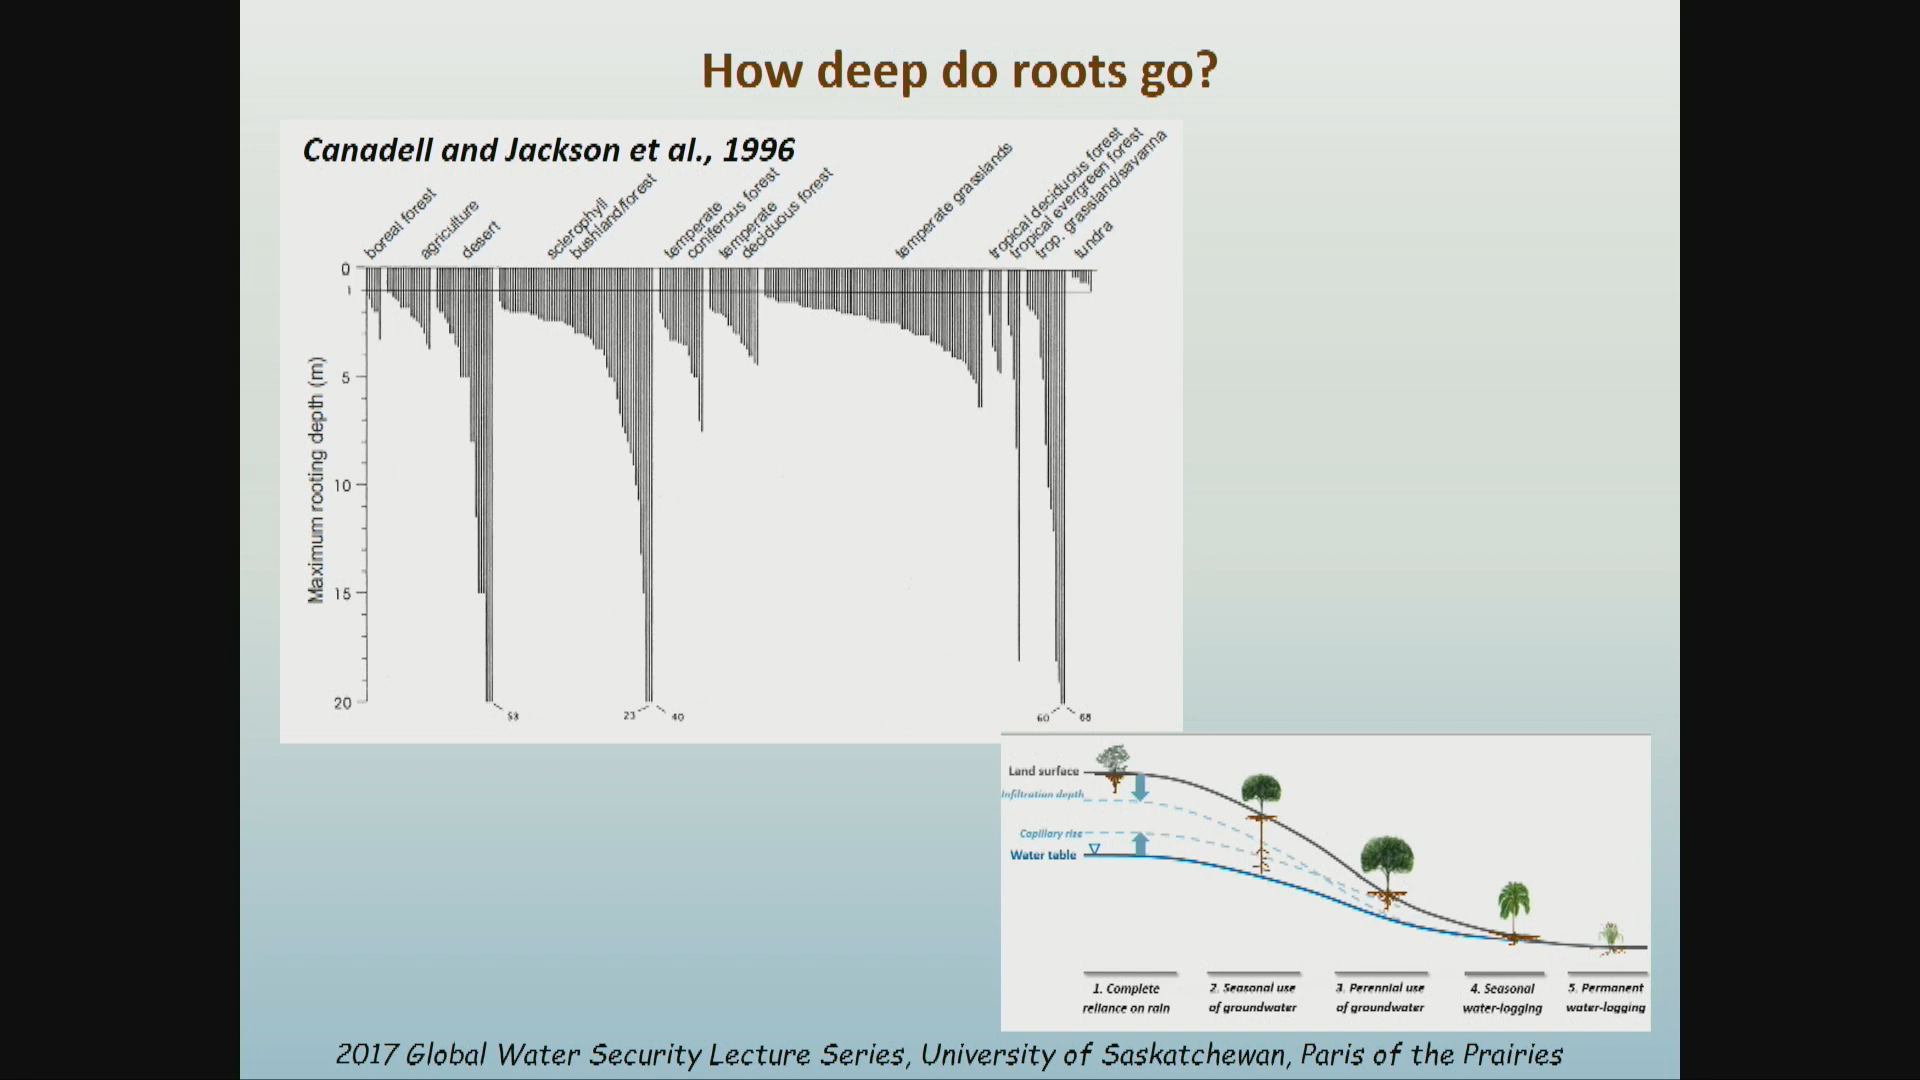 How deep do roots go?
Canadell and Jackson et al., 1996
boreal forest
agriculture
desert
sclerophyll
bushland/forest
temperate
coniferous forest
temperate
deciduous forest
temperate grasslands
tropical deciduous forest
tropical evergreen forest
trop. grassland/savanna
tundra
Maximum rooting depth (m)
0
1
5
10
15
20
53
23
40
60
68
Land surface
Infiltration depth
Capillary rise
Water table
1. Complete
reliance on rain
2. Seasonal use
of groundwater
3. Perennial use
of groundwater
4. Seasonal
water-logging
5. Permanent
water-logging
2017 Global Water Security Lecture Series, University of Saskatchewan, Paris of the Prairies